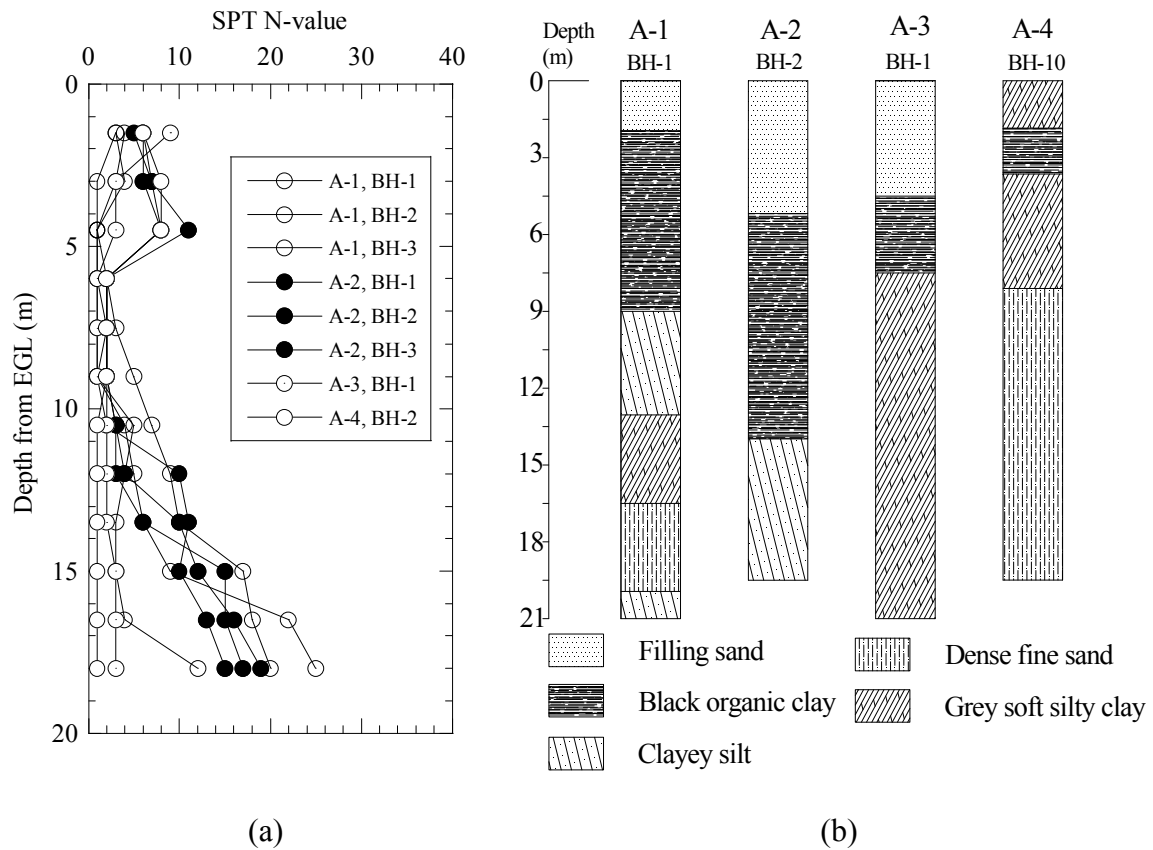 SPT N-value
0 10 20 30 40
0
5
10
15
20
Depth from EGL (m)
A-1, BH-1
A-1, BH-2
A-1, BH-3
A-2, BH-1
A-2, BH-2
A-2, BH-3
A-3, BH-1
A-4, BH-2
(a)
Depth
(m)
A-1 A-2 A-3 A-4
BH-1 BH-2 BH-1 BH-10
0
3
6
9
12
15
18
21
Filling sand
Black organic clay
Clayey silt
Dense fine sand
Grey soft silty clay
(b)